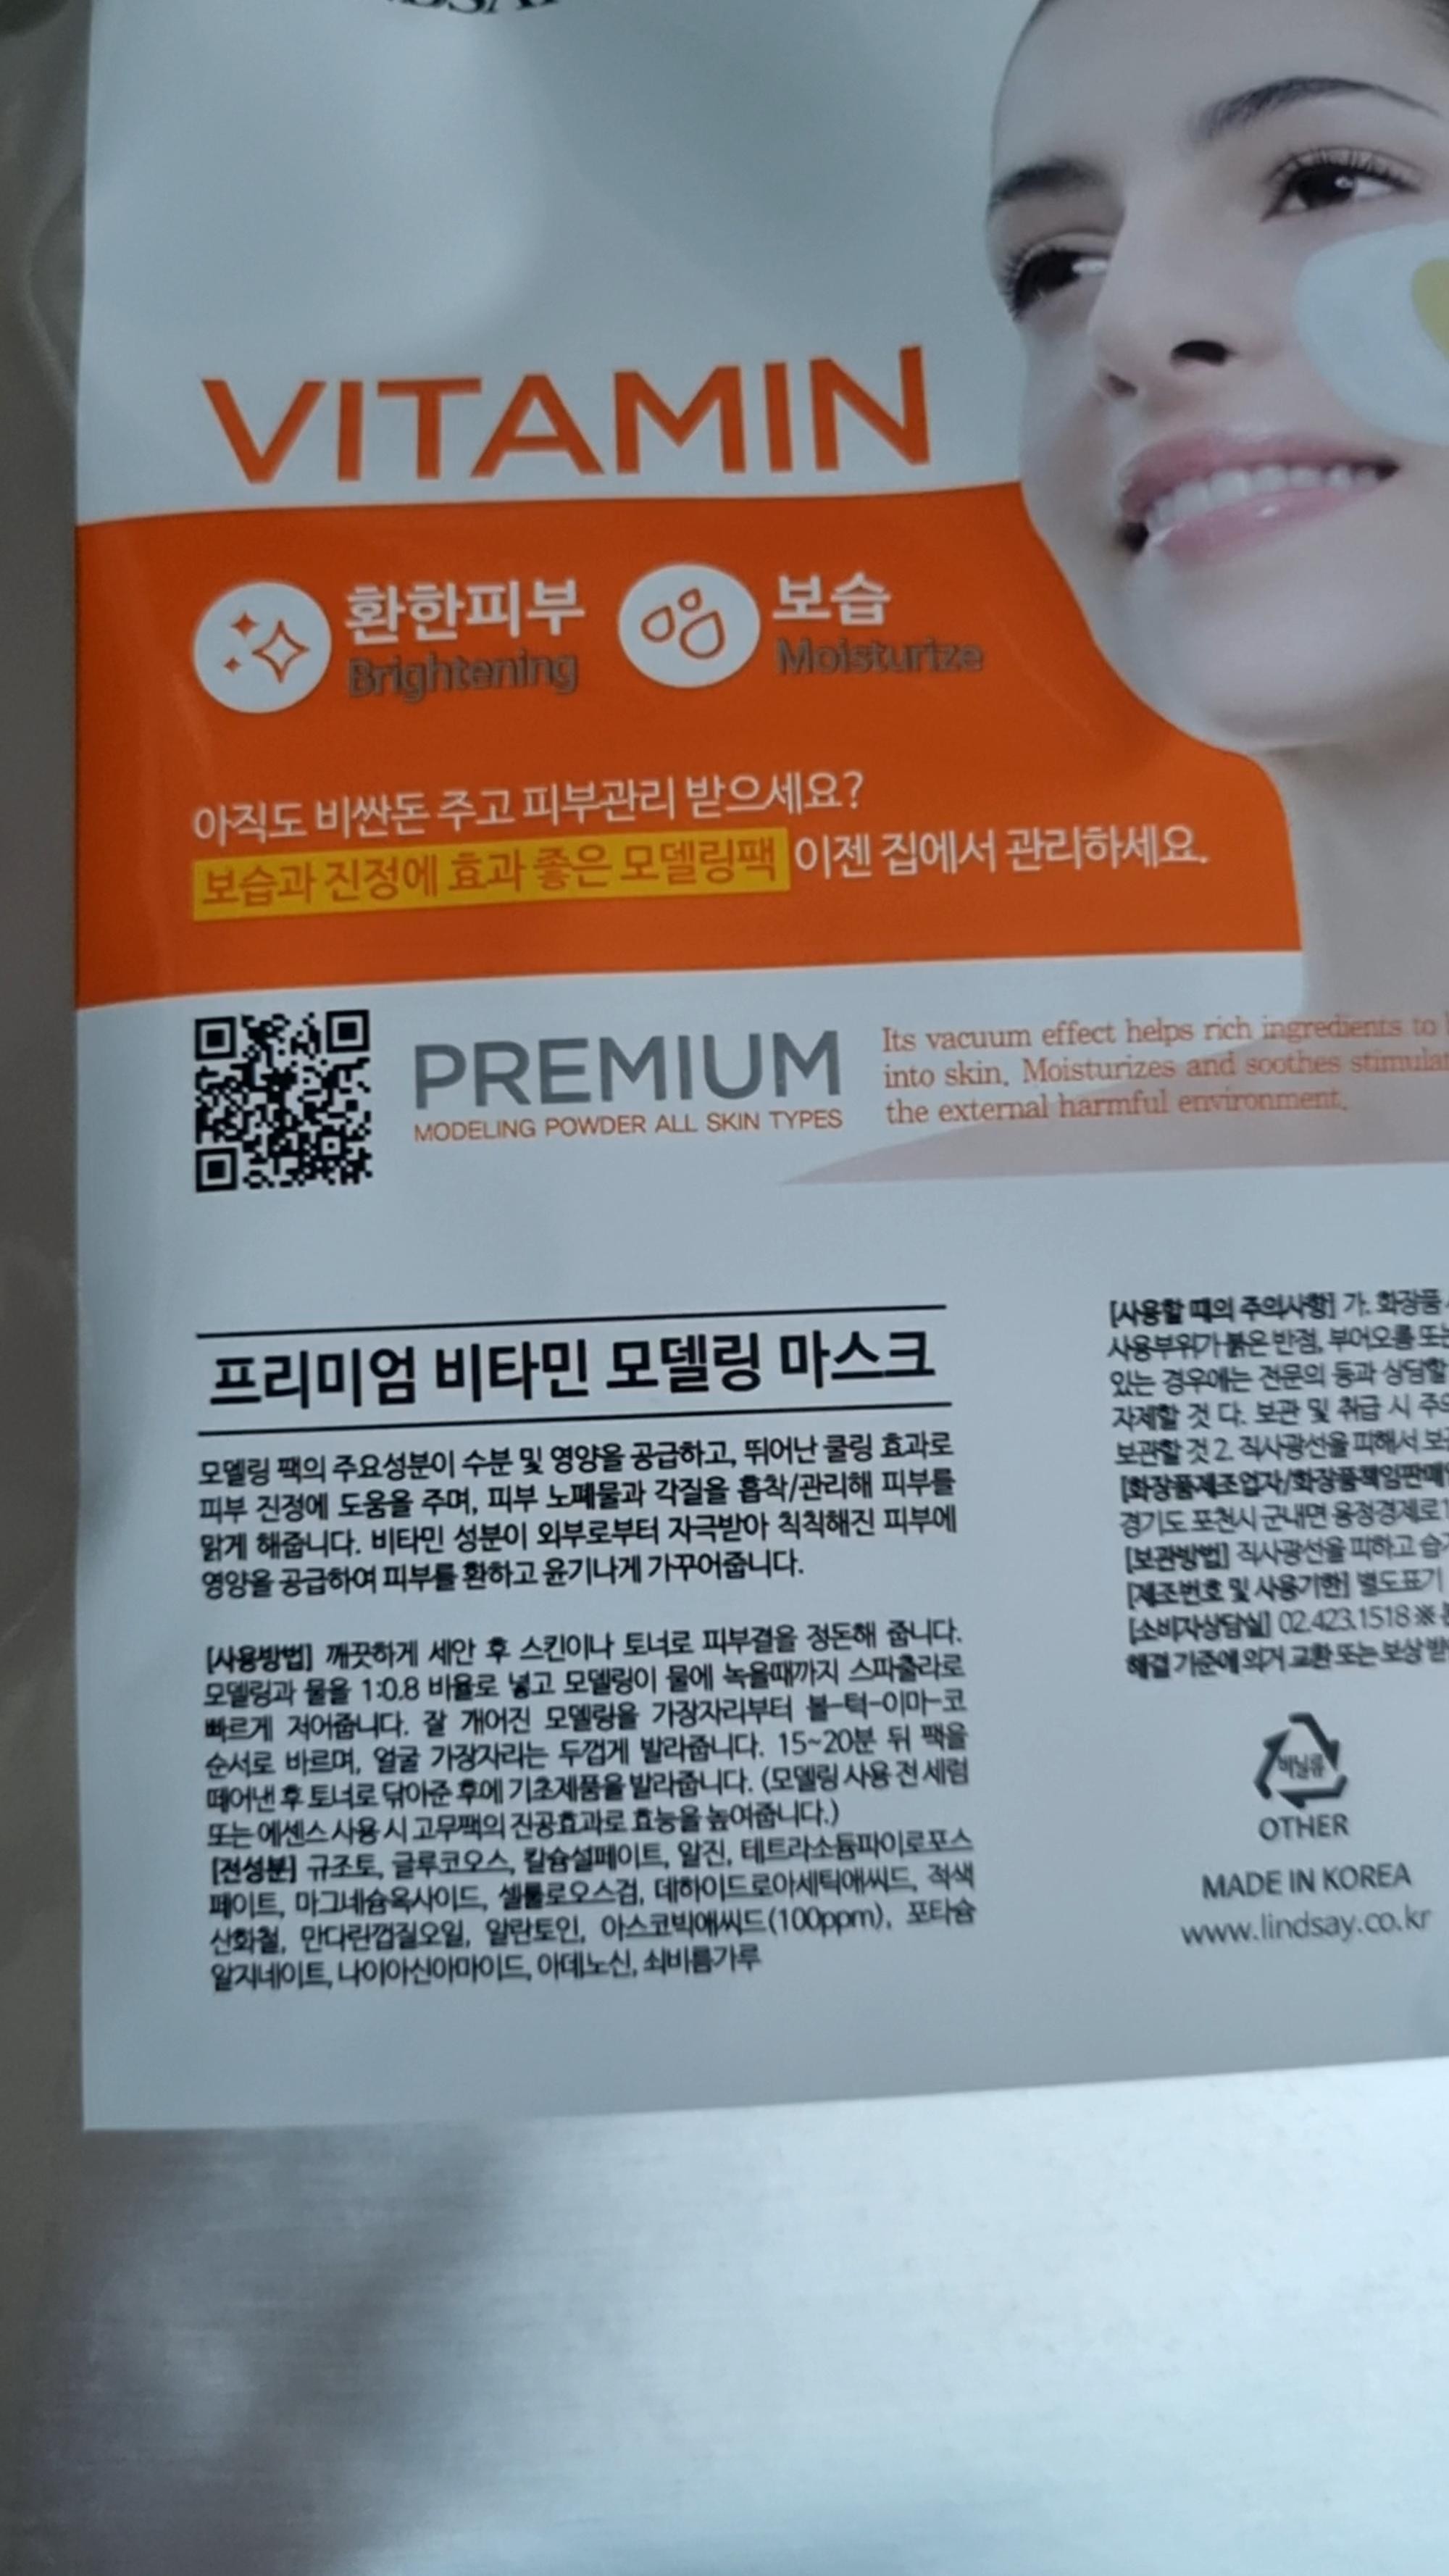 VITAMIN
환한피부
Brightening
보습
Moisturize
아직도 비싼돈 주고 피부관리 받으세요?
보습과 진정에 효과 좋은 모델링팩 이젠 집에서 관리하세요.
PREMIUM
MODELING POWDER ALL SKIN TYPES
Its vacuum effect helps rich ingredients to
into skin. Moisturizes and soothes
the external harmful environment.
프리미엄 비타민 모델링 마스크
모델링 팩의 주요성분이 수분 및 영양을 공급하고, 뛰어난 쿨링 효과로
피부 진정에 도움을 주며, 피부 노폐물과 각질을 흡착/관리해 피부를
맑게 해줍니다. 비타민 성분이 외부로부터 자극받아 칙칙해진 피부에
영양을 공급하여 피부를 환하고 윤기나게 가꾸어줍니다.
[사용방법] 깨끗하게 세안 후 스킨이나 토너로 피부결을 정돈해 줍니다.
모델링과 물을 1:0.8 비율로 넣고 모델링이 물에 녹을때까지 스파출라로
빠르게 저어줍니다. 잘 개어진 모델링을 가장자리부터 볼-턱-이마-코
순서로 바르며, 얼굴 가장자리는 두껍게 발라줍니다. 15~20분 뒤 팩을
떼어낸 후 토너로 닦아준 후에 기초제품을 발라줍니다. (모델링 사용 전 세럼
또는 에센스 사용 시 고무팩의 진공효과로 효능을 높여줍니다.)
[전성분] 규조토, 글루코오스, 칼슘설페이트, 알진, 테트라소듐파이로포스
페이트, 마그네슘옥사이드, 셀룰로오스검, 데하이드로아세틱애씨드, 적색
산화철, 만다린껍질오일, 알란토인, 아스코빅애씨드(100ppm), 포타슘
알지네이트, 나이아신아마이드, 아데노신, 쇠비름가루
[사용할 때의 주의사항] 가. 화장품
사용부위가 붉은 반점, 부어오름 또는
있는 경우에는 전문의 등과 상담할
자제할 것 다. 보관 및 취급 시
보관할 것 2. 직사광선을 피해서
[화장품제조업자/화장품책임판매
경기도 포천시 군내면 용정경제로
[보관방법] 직사광선을 피하고
[제조번호 및 사용기한] 별도표기
[소비자상담실] 02.423.1518 ※
해결 기준에 의거 교환 또는 보상
비닐류
OTHER
MADE IN KOREA
www.lindsay.co.kr